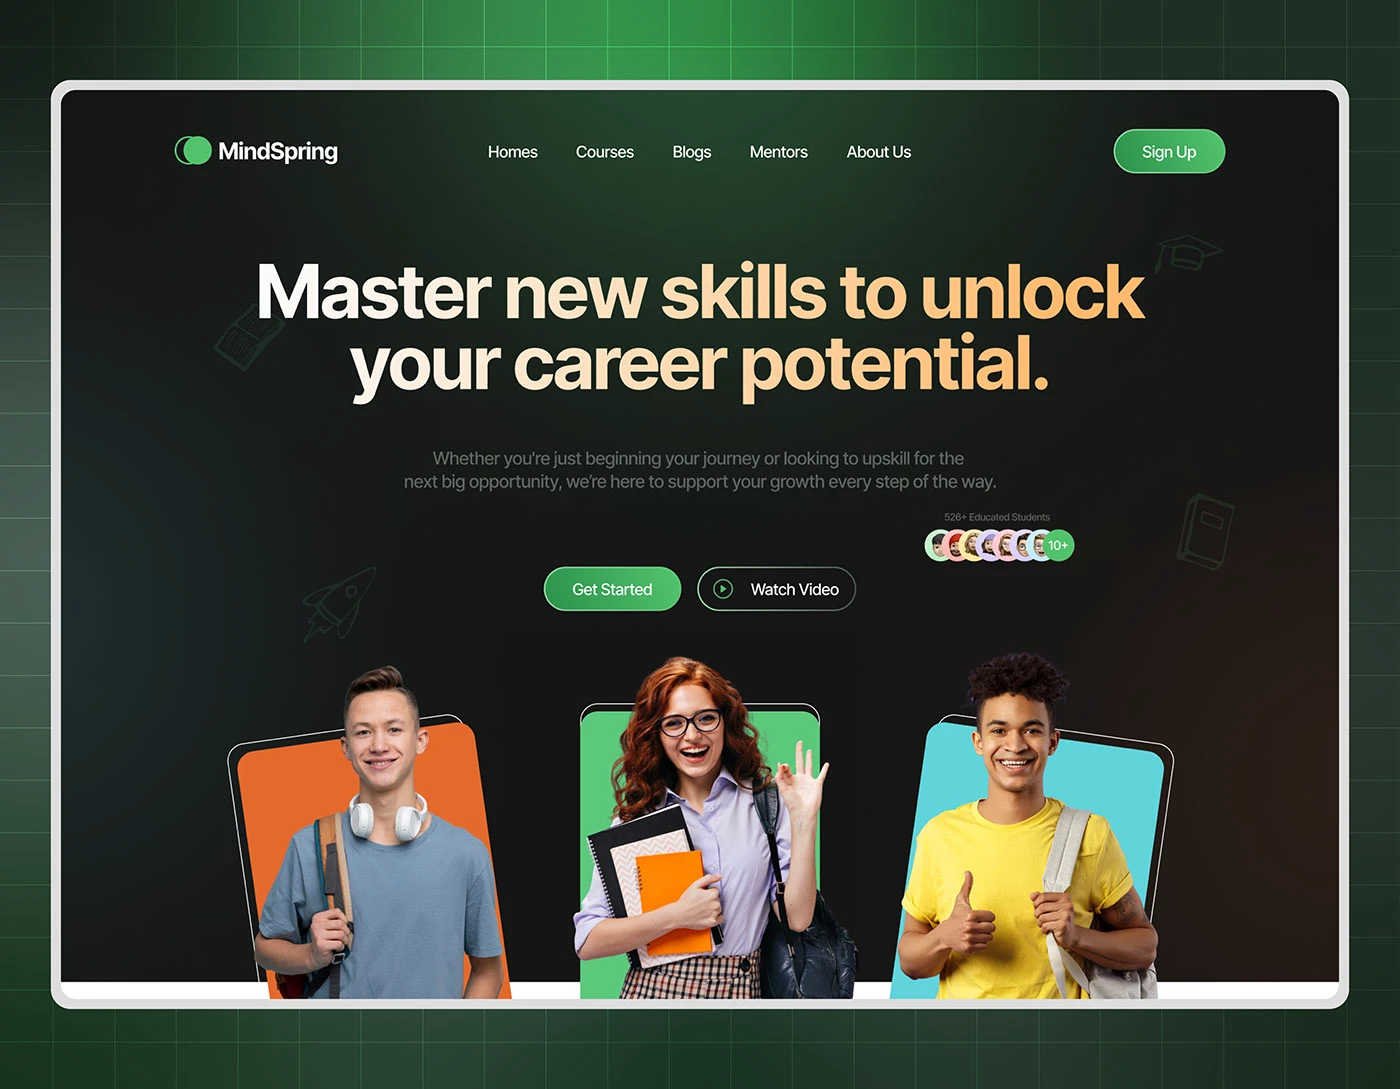 MindSpring
Homes
Courses
Blogs
Mentors
About Us
Sign Up
Master new skills to unlock
your career potential.
Whether you're just beginning your journey or looking to upskill for the
next big opportunity, we're here to support your growth every step of the way.
526+ Educated Students
10+
Get Started
Watch Video